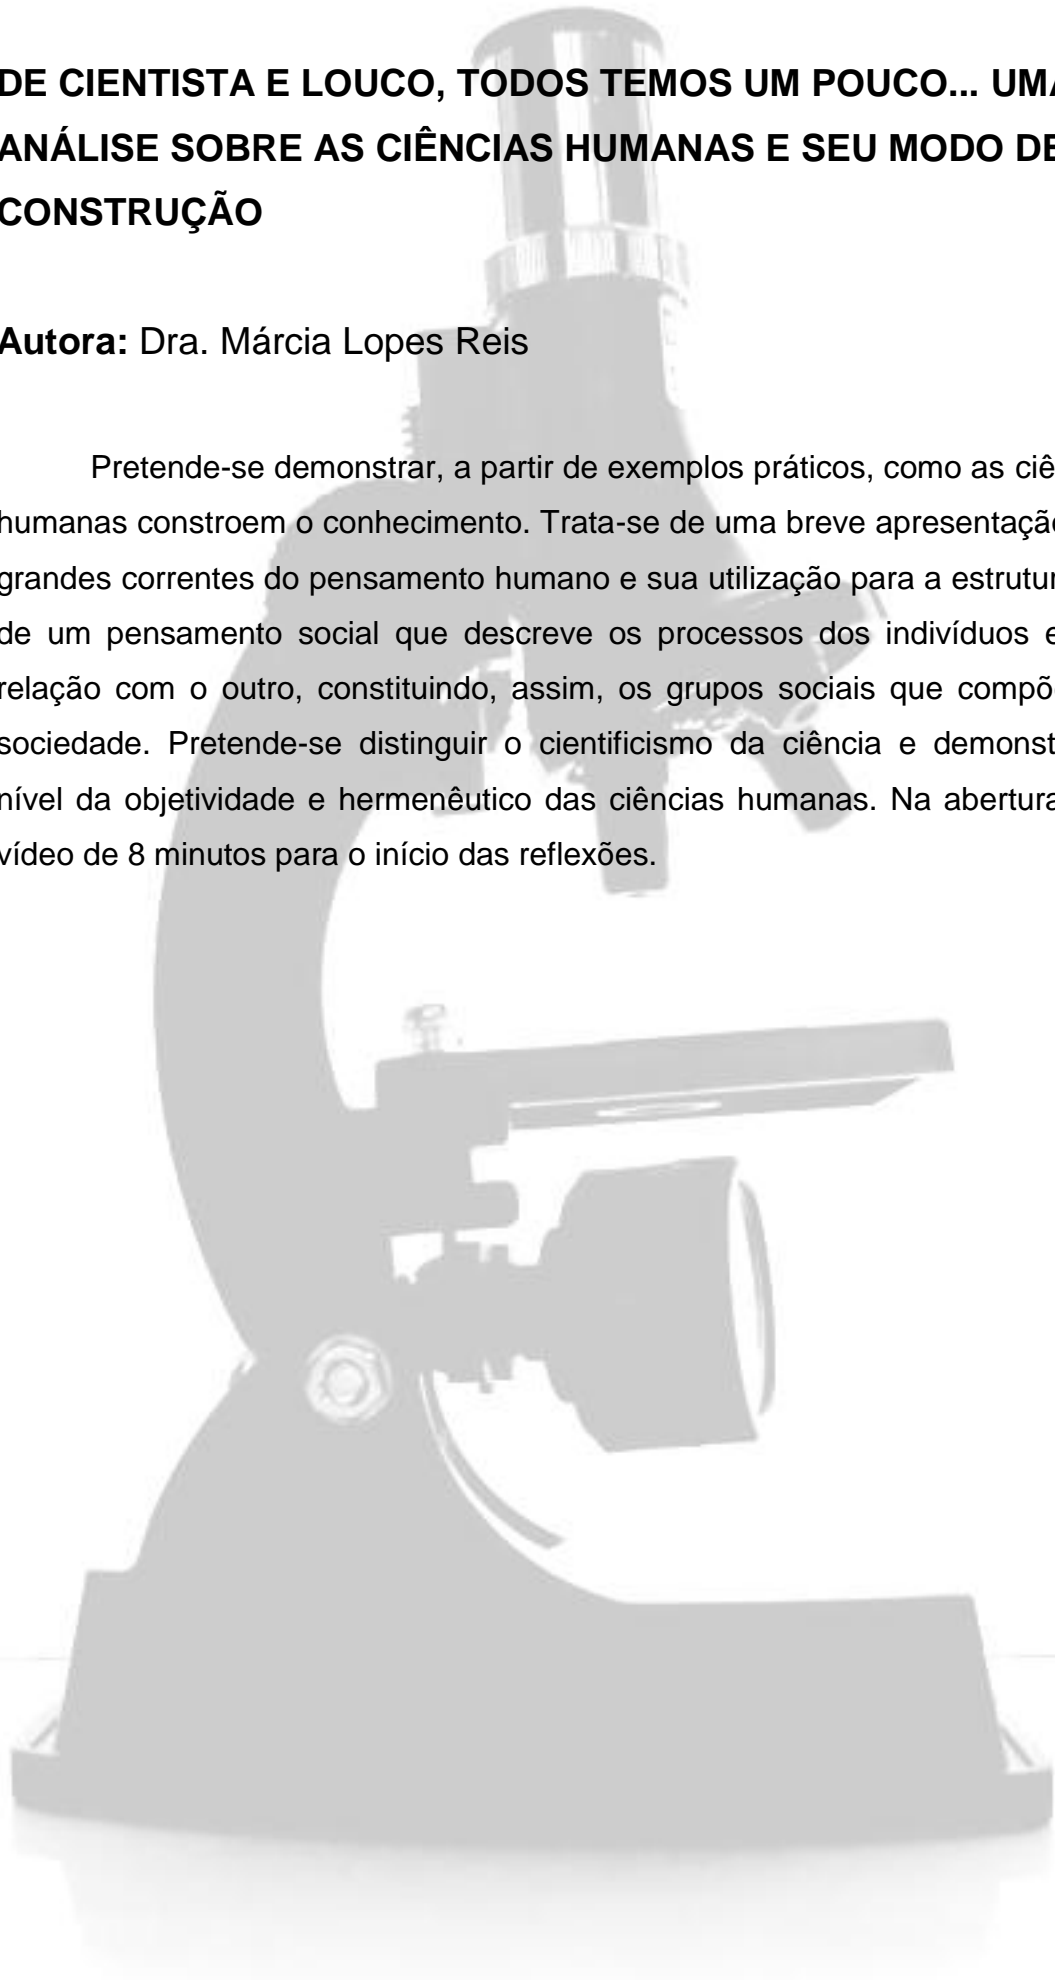 DE CIENTISTA E LOUCO, TODOS TEMOS UM POUCO... UMA
ANÁLISE SOBRE AS CIÊNCIAS HUMANAS E SEU MODO DE
CONSTRUÇÃO
Autora: Dra. Márcia Lopes Reis
Pretende-se demonstrar, a partir de exemplos práticos, como as ciê
humanas constroem o conhecimento. Trata-se de uma breve apresentação
grandes correntes do pensamento humano e sua utilização para a estrutur
de um pensamento social que descreve os processos dos indivíduos e
relação com o outro, constituindo, assim, os grupos sociais que compõe
sociedade. Pretende-se distinguir o cientificismo da ciência e demonst
nível da objetividade e hermenêutico das ciências humanas. Na abertura
vídeo de 8 minutos para o início das reflexões.